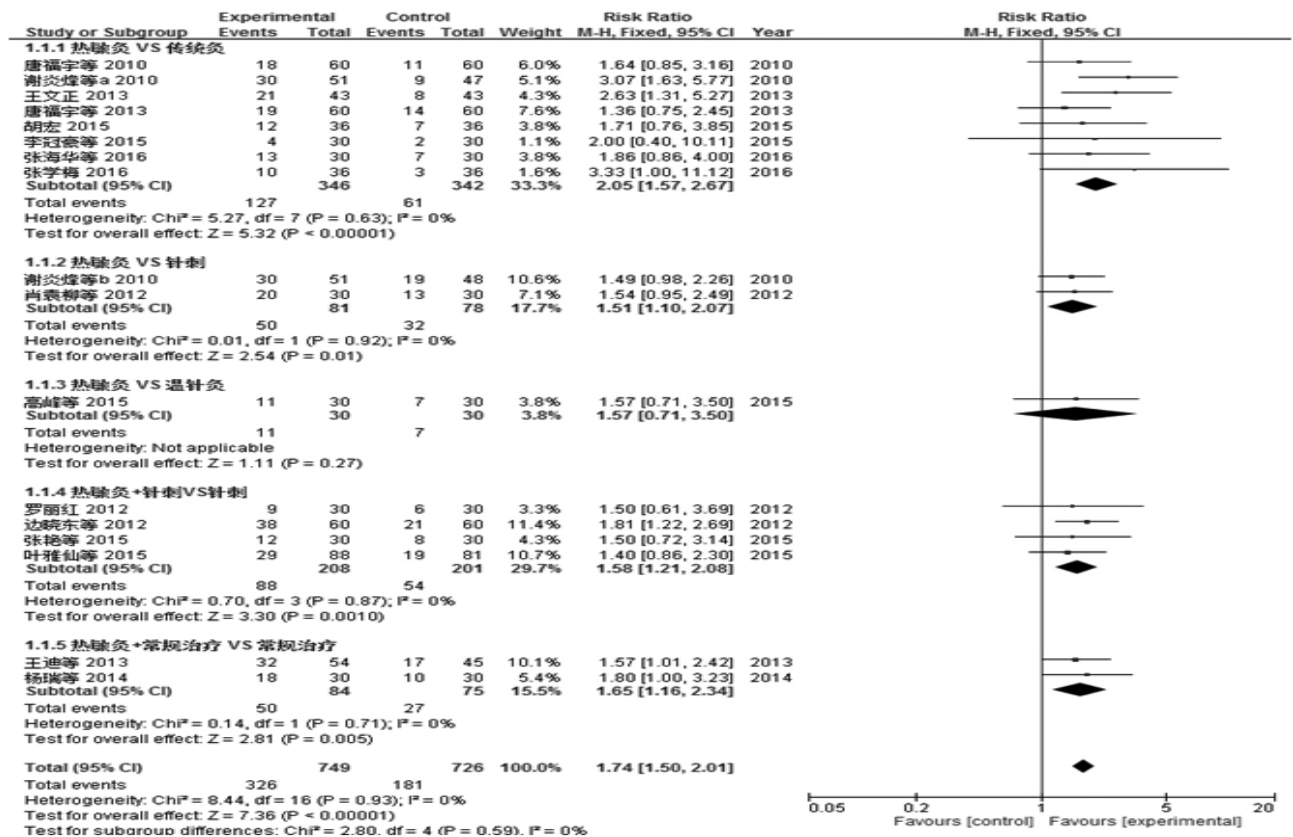 Experimental Control Risk Ratio Risk Ratio
Study or Subgroup Events Total Events Total Weight M-H, Fixed, 95% CI Year M-H, Fixed, 95% CI
1.1.1 热敏灸 VS 传统灸
唐福宇等 2010 18 60 11 60 6.0% 1.64 [0.85, 3.16] 2010
谢炎烽等a 2010 30 51 9 47 5.1% 3.07 [1.63, 5.77] 2010
王文正 2013 21 43 8 43 4.3% 2.63 [1.31, 5.27] 2013
唐福宇等 2013 19 60 14 60 7.6% 1.36 [0.75, 2.45] 2013
胡宏 2015 12 36 7 36 3.8% 1.71 [0.76, 3.85] 2015
李冠豪等 2015 4 30 2 30 1.1% 2.00 [0.40, 10.11] 2015
张海华等 2016 13 30 7 30 3.8% 1.86 [0.86, 4.00] 2016
张学梅 2016 10 36 3 36 1.6% 3.33 [1.00, 11.12] 2016
Subtotal (95% CI) 346 342 33.3% 2.05 [1.57, 2.67]
Total events 127 61
Heterogeneity: Chi² = 5.27, df = 7 (P = 0.63); I² = 0%
Test for overall effect: Z = 5.32 (P < 0.00001)
1.1.2 热敏灸 VS 针刺
谢炎烽等b 2010 30 51 19 48 10.6% 1.49 [0.98, 2.26] 2010
肖袁柳等 2012 20 30 13 30 7.1% 1.54 [0.95, 2.49] 2012
Subtotal (95% CI) 81 78 17.7% 1.51 [1.10, 2.07]
Total events 50 32
Heterogeneity: Chi² = 0.01, df = 1 (P = 0.92); I² = 0%
Test for overall effect: Z = 2.54 (P = 0.01)
1.1.3 热敏灸 VS 温针灸
高峰等 2015 11 30 7 30 3.8% 1.57 [0.71, 3.50] 2015
Subtotal (95% CI) 30 30 3.8% 1.57 [0.71, 3.50]
Total events 11 7
Heterogeneity: Not applicable
Test for overall effect: Z = 1.11 (P = 0.27)
1.1.4 热敏灸+针刺VS针刺
罗丽红 2012 9 30 6 30 3.3% 1.50 [0.61, 3.69] 2012
边晓东等 2012 38 60 21 60 11.4% 1.81 [1.22, 2.69] 2012
张艳等 2015 12 30 8 30 4.3% 1.50 [0.72, 3.14] 2015
叶雅仙等 2015 29 88 19 81 10.7% 1.40 [0.86, 2.30] 2015
Subtotal (95% CI) 208 201 29.7% 1.58 [1.21, 2.08]
Total events 88 54
Heterogeneity: Chi² = 0.70, df = 3 (P = 0.87); I² = 0%
Test for overall effect: Z = 3.30 (P = 0.0010)
1.1.5 热敏灸+常规治疗 VS 常规治疗
王迪等 2013 32 54 17 45 10.1% 1.57 [1.01, 2.42] 2013
杨瑞等 2014 18 30 10 30 5.4% 1.80 [1.00, 3.23] 2014
Subtotal (95% CI) 84 75 15.5% 1.65 [1.16, 2.34]
Total events 50 27
Heterogeneity: Chi² = 0.14, df = 1 (P = 0.71); I² = 0%
Test for overall effect: Z = 2.81 (P = 0.005)
Total (95% CI) 749 726 100.0% 1.74 [1.50, 2.01]
Total events 326 181
Heterogeneity: Chi² = 8.44, df = 16 (P = 0.93); I² = 0%
Test for overall effect: Z = 7.36 (P < 0.00001)
Test for subgroup differences: Chi² = 2.80, df = 4 (P = 0.59), I² = 0%
0.05 0.2 1 5 20
Favours [control] Favours [experimental]